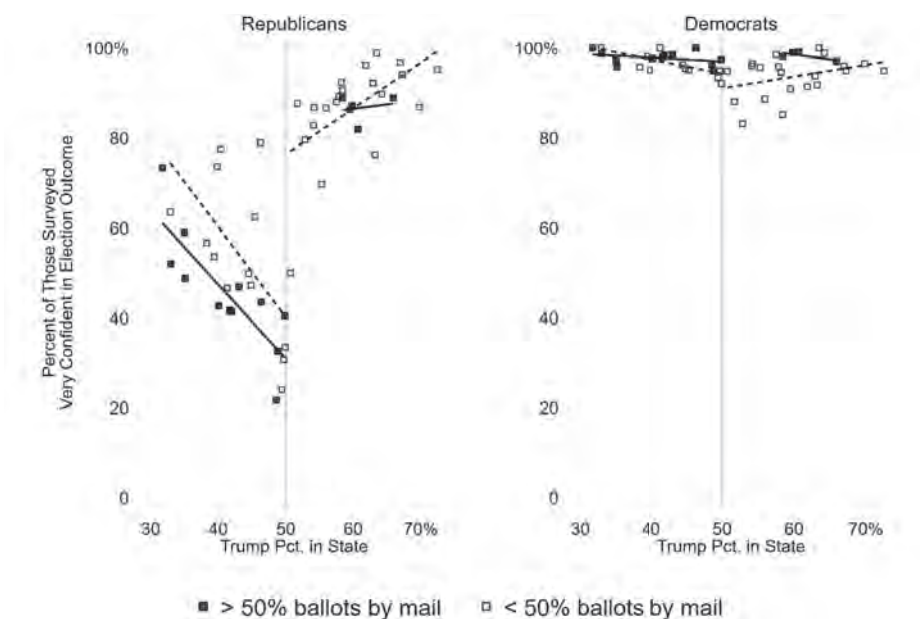 Republicans
Democrats
Percent of Those Surveyed
Very Confident in Election Outcome
100%
80
60
40
20
0
30 40 50 60 70%
Trump Pct. in State
100%
80
60
40
20
0
30 40 50 60 70%
Trump Pct. in State
> 50% ballots by mail < 50% ballots by mail